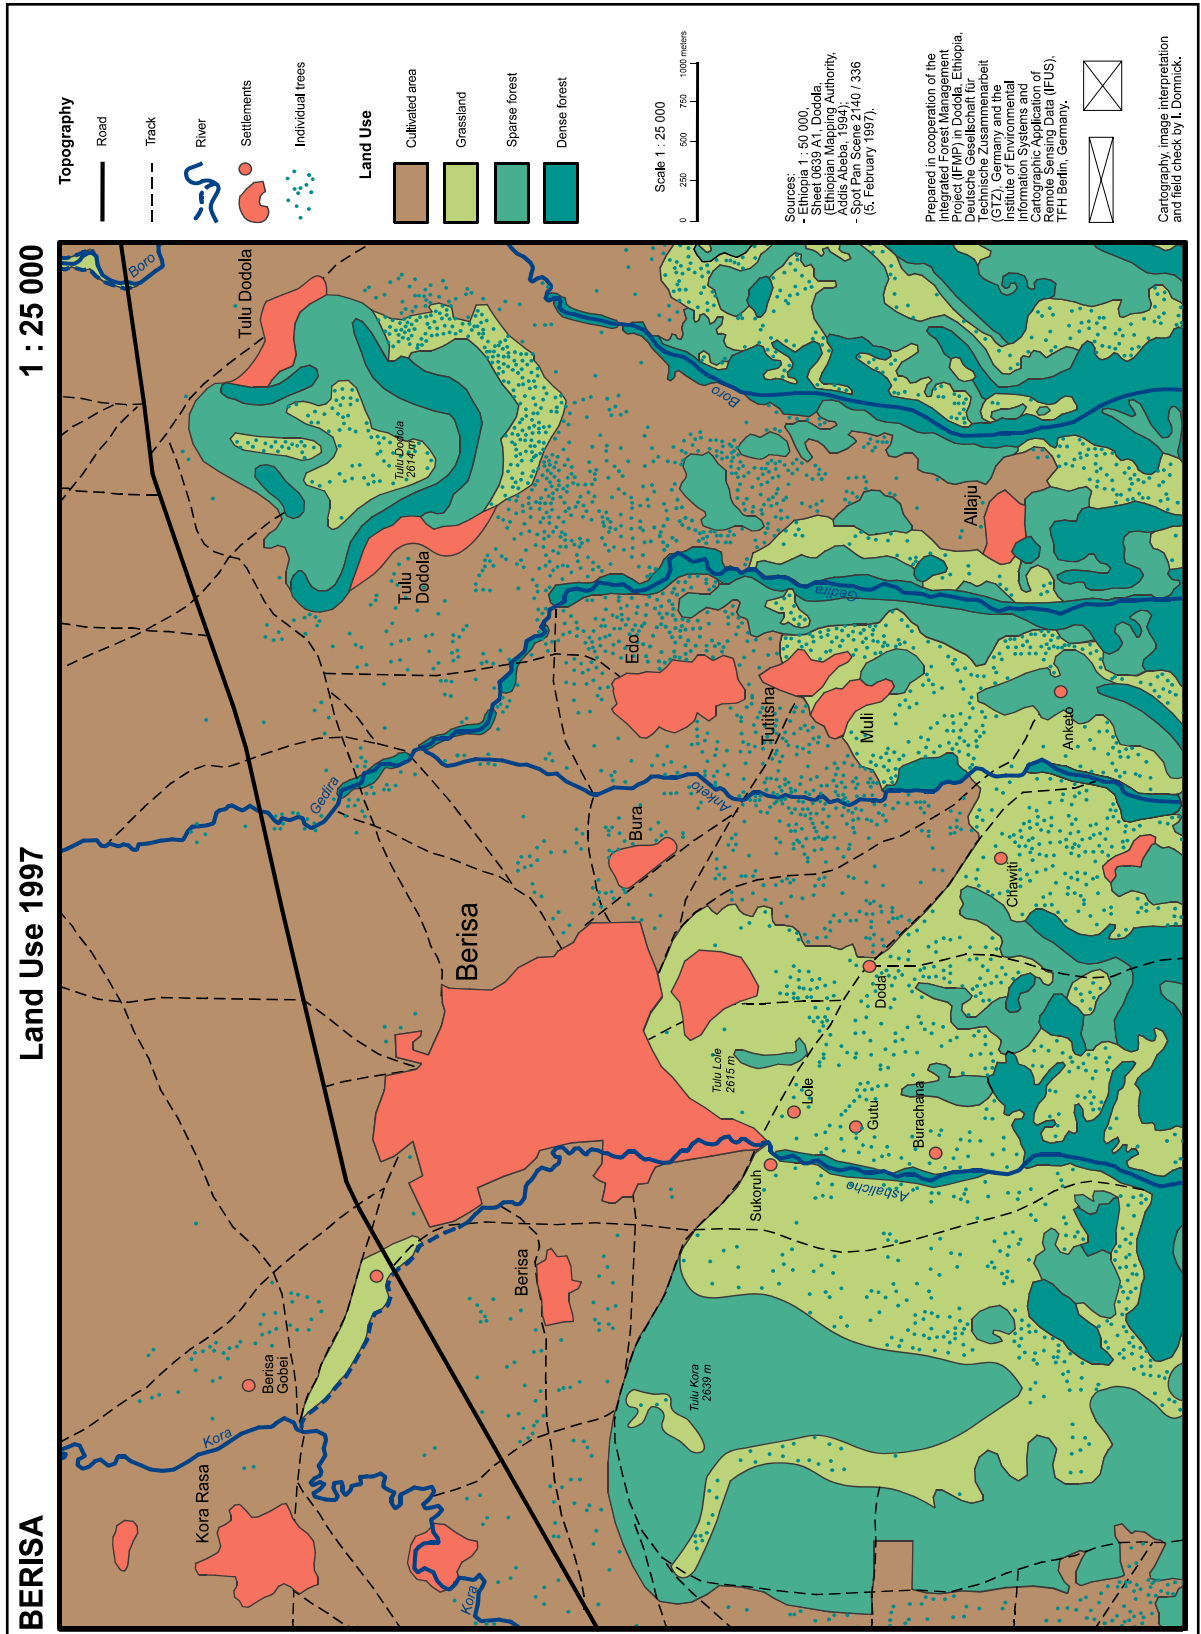 BERISA
Land Use 1997
1 : 25 000
Topography
Road
Track
River
Settlements
Individual trees
Land Use
Cultivated area
Grassland
Sparse forest
Dense forest
Scale 1 : 25 000
0 250 500 750 1000 meters
Sources:
- Ethiopia 1 : 50 000,
Sheet 0639 A1, Dodola,
(Ethiopian Mapping Authority,
Addis Abeba, 1994);
- Spot Pan Scene 2140 / 336
(5. February 1997).
Prepared in cooperation of the
Integrated Forest Management
Project (IFMP) in Dodola, Ethiopia,
Deutsche Gesellschaft für
Technische Zusammenarbeit
(GTZ), Germany and the
Institute of Environmental
Information Systems and
Cartographic Application of
Remote Sensing Data (IFUS),
TFH Berlin, Germany.
Cartography, image interpretation
and field check by I. Domnick.
Kora Rasa
Kora
Kora
Berisa
Gobei
Berisa
Berisa
Tulu Kora
2639 m
Sukoruh
Ashalicho
Lole
Gutu
Burachana
Tulu Lole
2615 m
Doda
Chawiti
Bura
Anketo
Anketo
Gedira
Gedira
Edo
Tutitsha
Muli
Tulu
Dodola
Tulu Dodola
2614 m
Tulu Dodola
Allaju
Boro
Boro